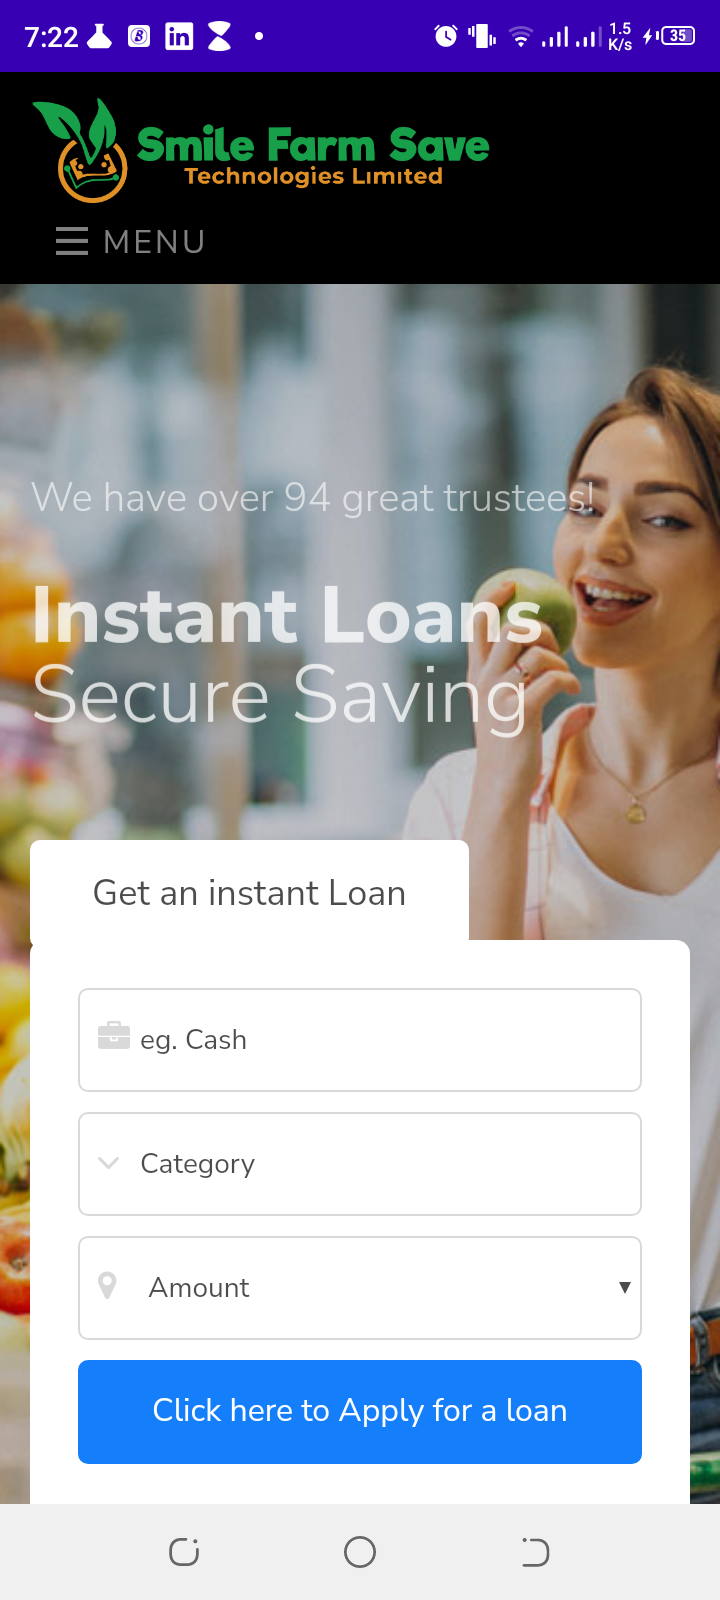 7:22
1.5
K/s
35
Smile Farm Save
Technologies Limited
MENU
We have over 94 great trustees!
Instant Loans
Secure Saving
Get an instant Loan
eg. Cash
Category
Amount
Click here to Apply for a loan